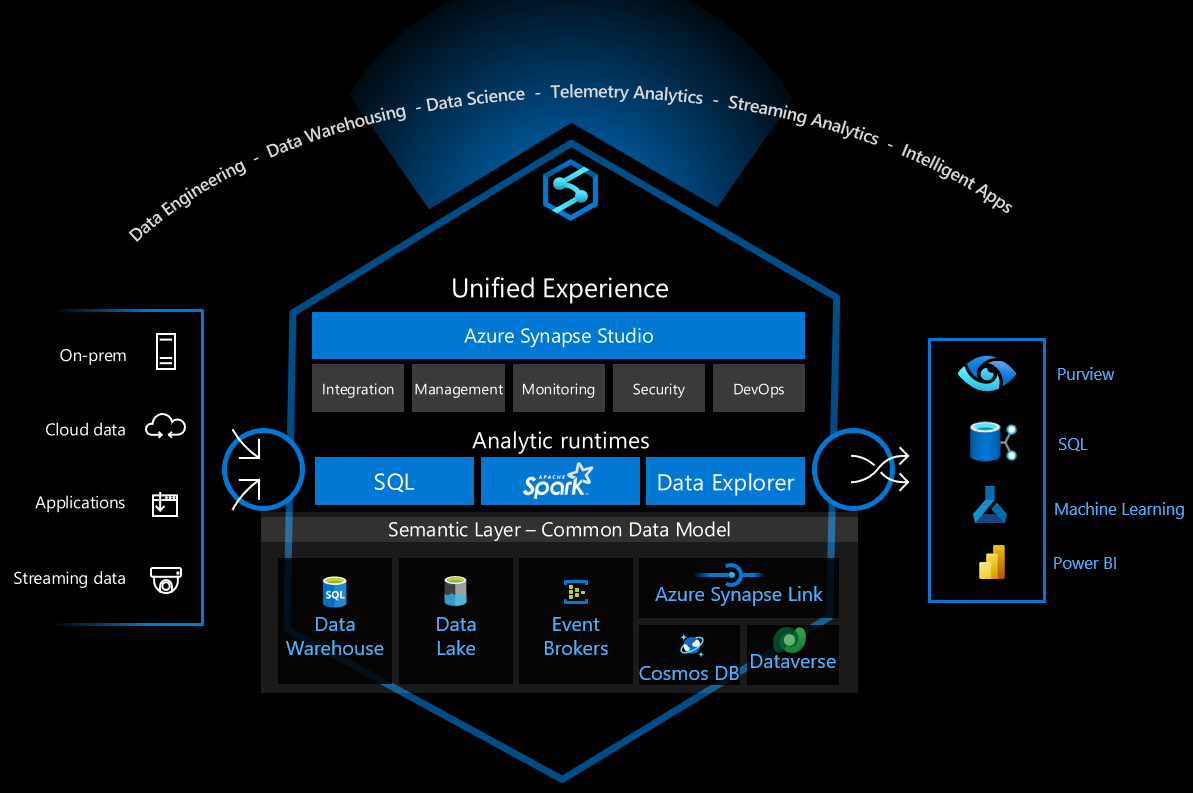 Data Engineering - Data Warehousing - Data Science - Telemetry Analytics - Streaming Analytics - Intelligent Apps
Unified Experience
Azure Synapse Studio
Integration
Management
Monitoring
Security
DevOps
On-prem
Cloud data
Applications
Streaming data
Analytic runtimes
SQL
APACHE
Spark
Data Explorer
Semantic Layer – Common Data Model
SQL
Data
Warehouse
Data
Lake
Event
Brokers
Azure Synapse Link
Cosmos DB
Dataverse
Purview
SQL
Machine Learning
Power BI